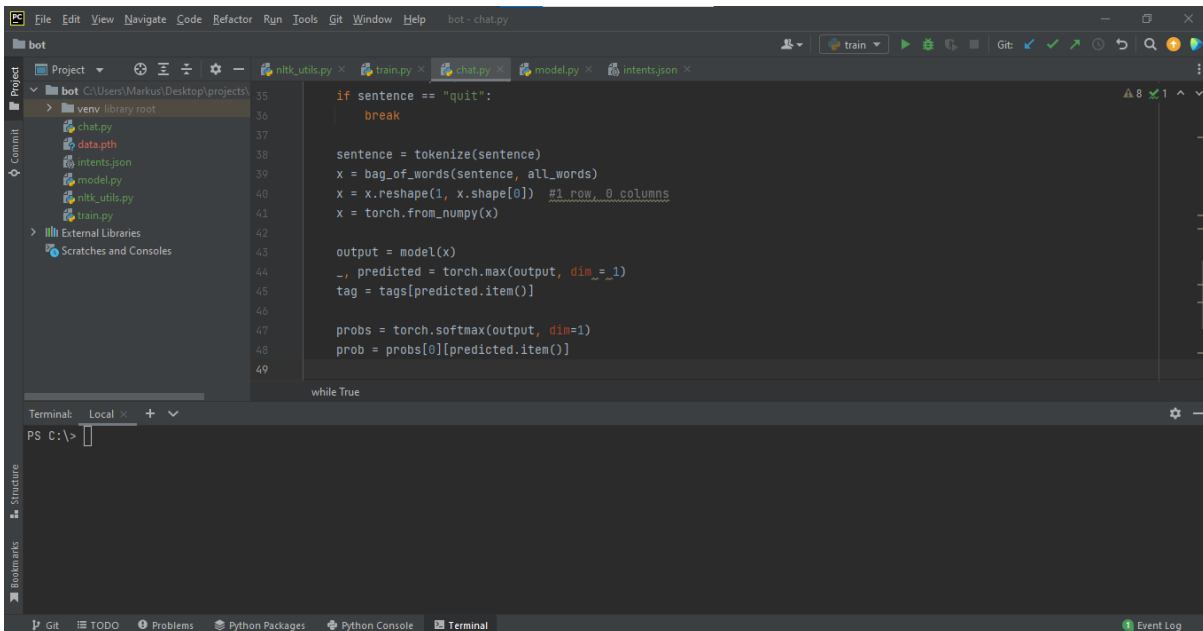 PC File Edit View Navigate Code Refactor Run Tools Git Window Help bot - chat.py
bot train Git:
Project nltk_utils.py train.py chat.py model.py intents.json
Project
Commit
bot C:\Users\Markus\Desktop\projects\
venv library root
chat.py
data.pth
intents.json
model.py
nltk_utils.py
train.py
External Libraries
Scratches and Consoles
8 1
35 if sentence == "quit":
36 break
37
38 sentence = tokenize(sentence)
39 x = bag_of_words(sentence, all_words)
40 x = x.reshape(1, x.shape[0]) #1 row, 0 columns
41 x = torch.from_numpy(x)
42
43 output = model(x)
44 _, predicted = torch.max(output, dim = 1)
45 tag = tags[predicted.item()]
46
47 probs = torch.softmax(output, dim=1)
48 prob = probs[0][predicted.item()]
49
while True
Terminal: Local
PS C:\>
Structure
Bookmarks
Git TODO Problems Python Packages Python Console Terminal 1 Event Log